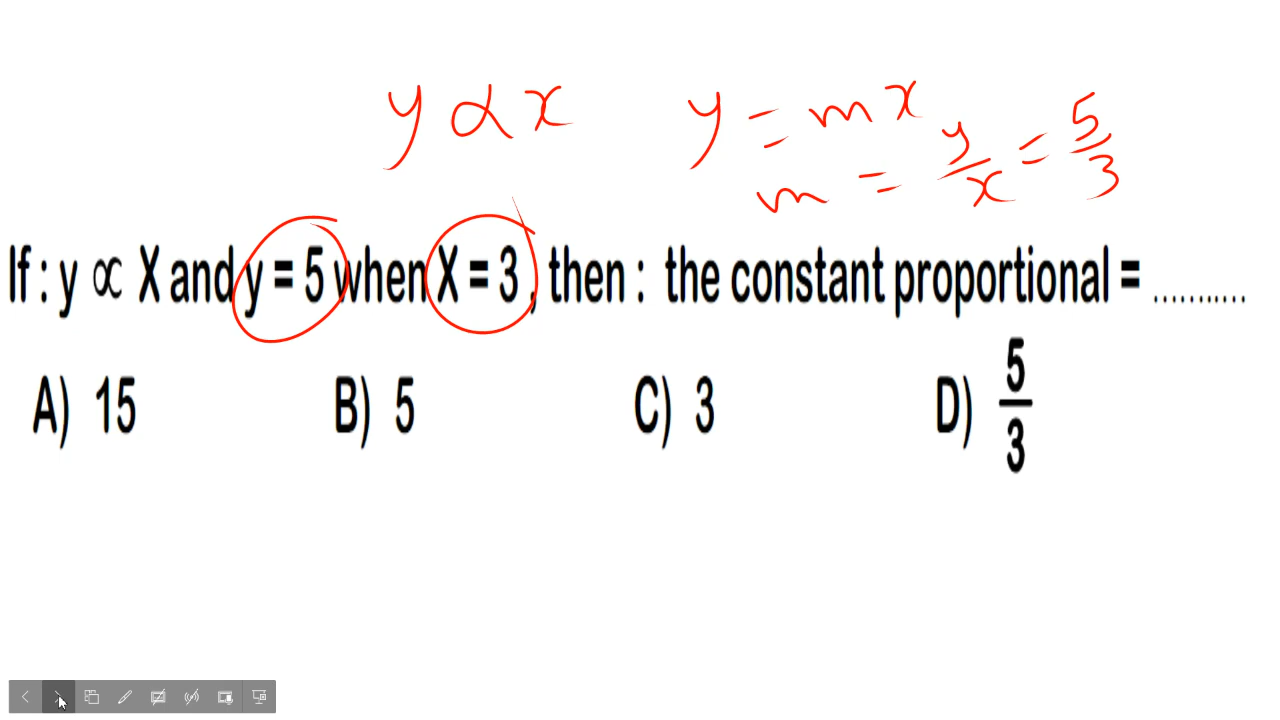 y ∝ x y = mx
m = y/x = 5/3
If : y ∝ X and y = 5 when X = 3 , then : the constant proportional = ............
A) 15 B) 5 C) 3 D) 5/3